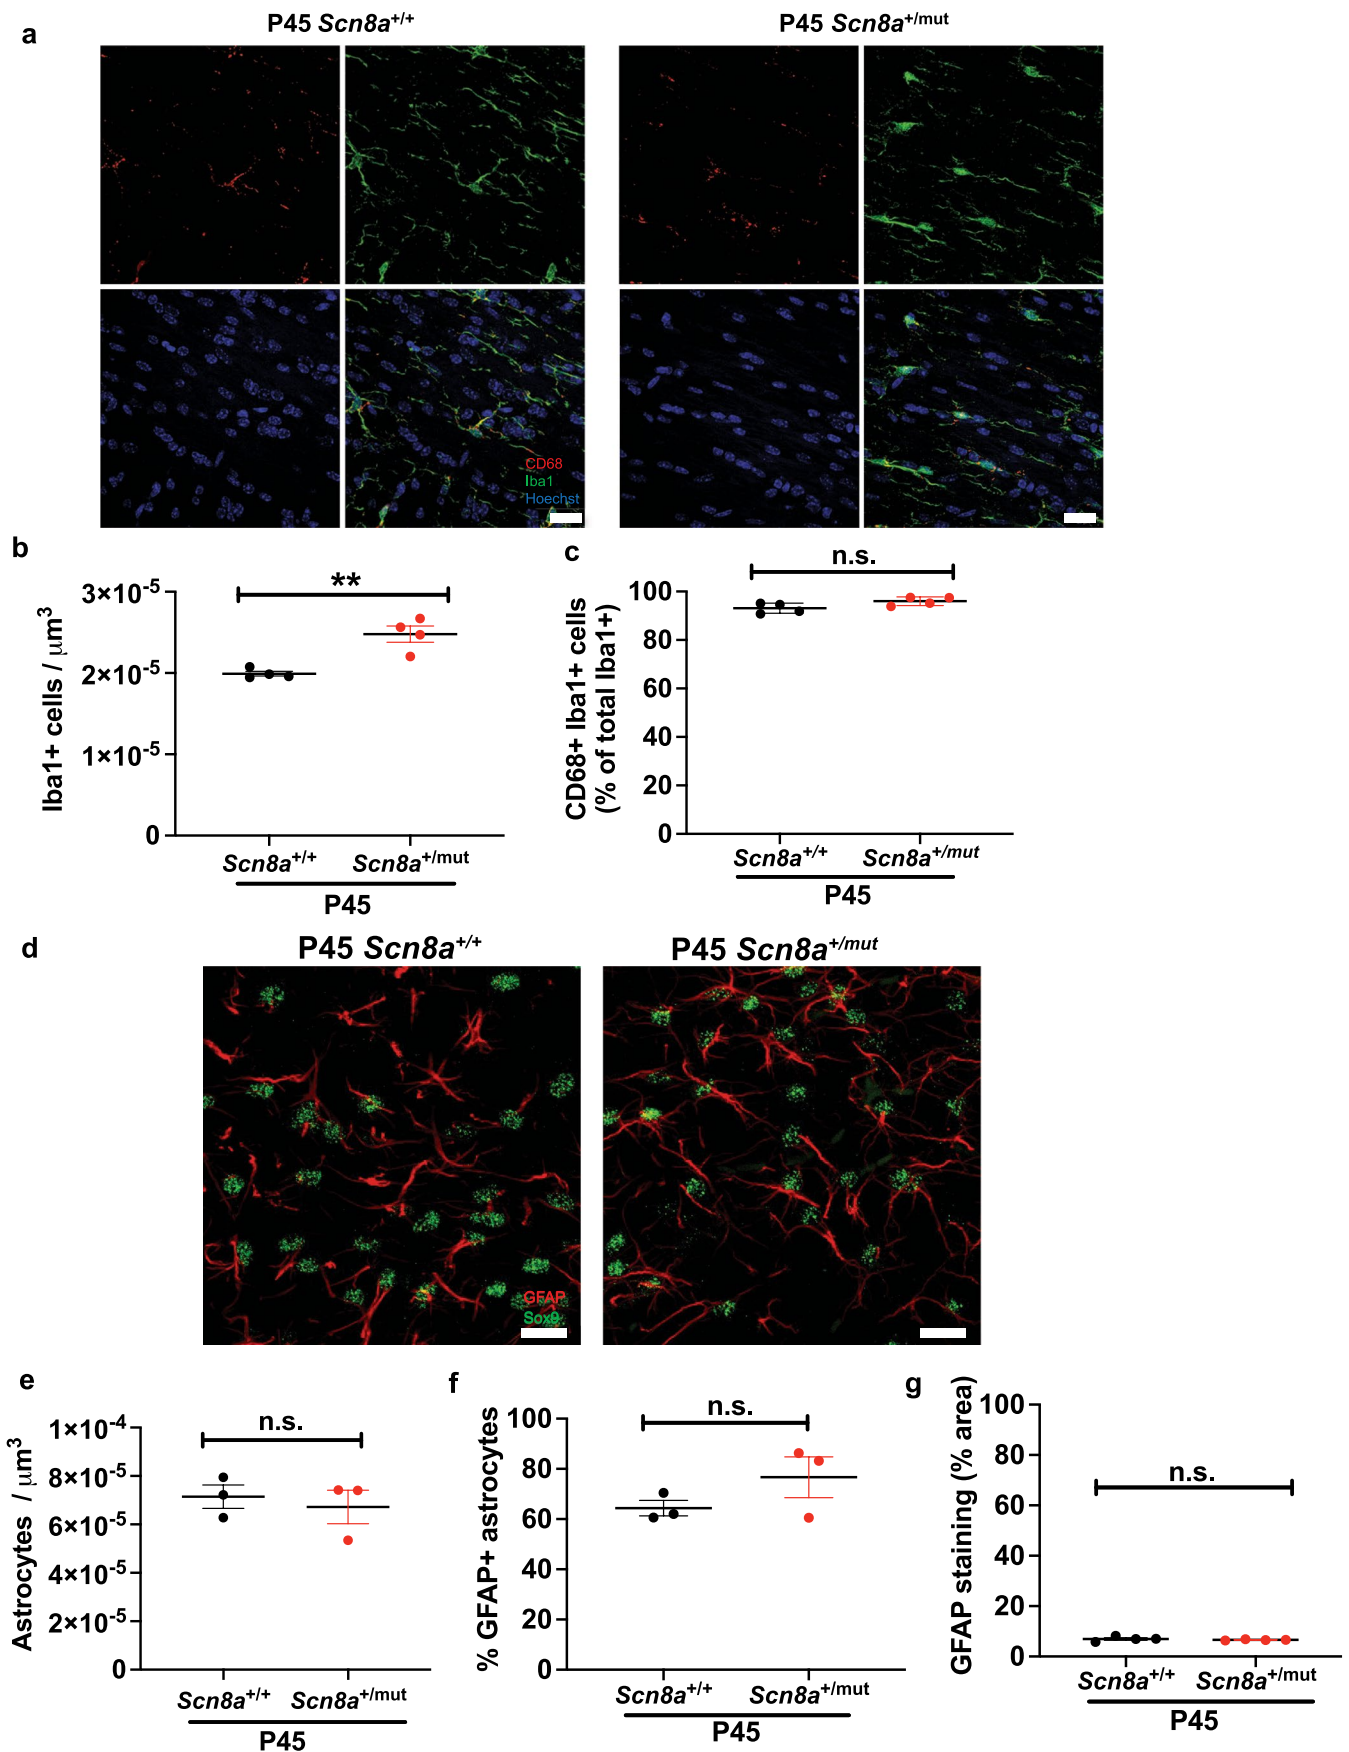 a
P45 Scn8a+/+
P45 Scn8a+/mut
CD68
Iba1
Hoechst
b
**
3×10-5
2×10-5
1×10-5
0
Iba1+ cells / μm3
Scn8a+/+
Scn8a+/mut
P45
c
n.s.
100
80
60
40
20
0
CD68+ Iba1+ cells
(% of total Iba1+)
Scn8a+/+
Scn8a+/mut
P45
d
P45 Scn8a+/+
P45 Scn8a+/mut
GFAP
Sox9
e
n.s.
1×10-4
8×10-5
6×10-5
4×10-5
2×10-5
0
Astrocytes / μm3
Scn8a+/+
Scn8a+/mut
P45
f
n.s.
100
80
60
40
20
0
% GFAP+ astrocytes
Scn8a+/+
Scn8a+/mut
P45
g
n.s.
100
80
60
40
20
0
GFAP staining (% area)
Scn8a+/+
Scn8a+/mut
P45